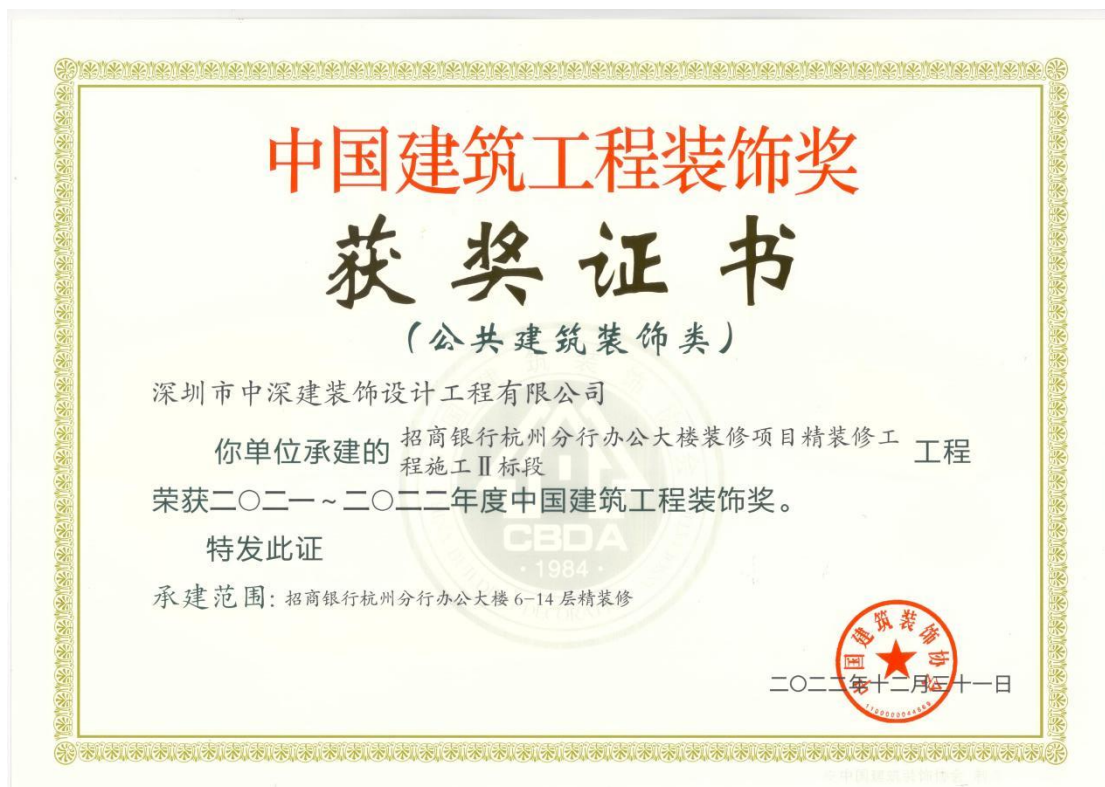 中国建筑工程装饰奖
获奖证书
(公共建筑装饰类)
深圳市中深建装饰设计工程有限公司
你单位承建的 招商银行杭州分行办公大楼装修项目精装修工
程施工Ⅱ标段 工程
荣获二〇二一~二〇二二年度中国建筑工程装饰奖。
特发此证
承建范围: 招商银行杭州分行办公大楼 6-14 层精装修
CBDA
·1984·
中国建筑装饰协会
二〇二二年十二月三十一日